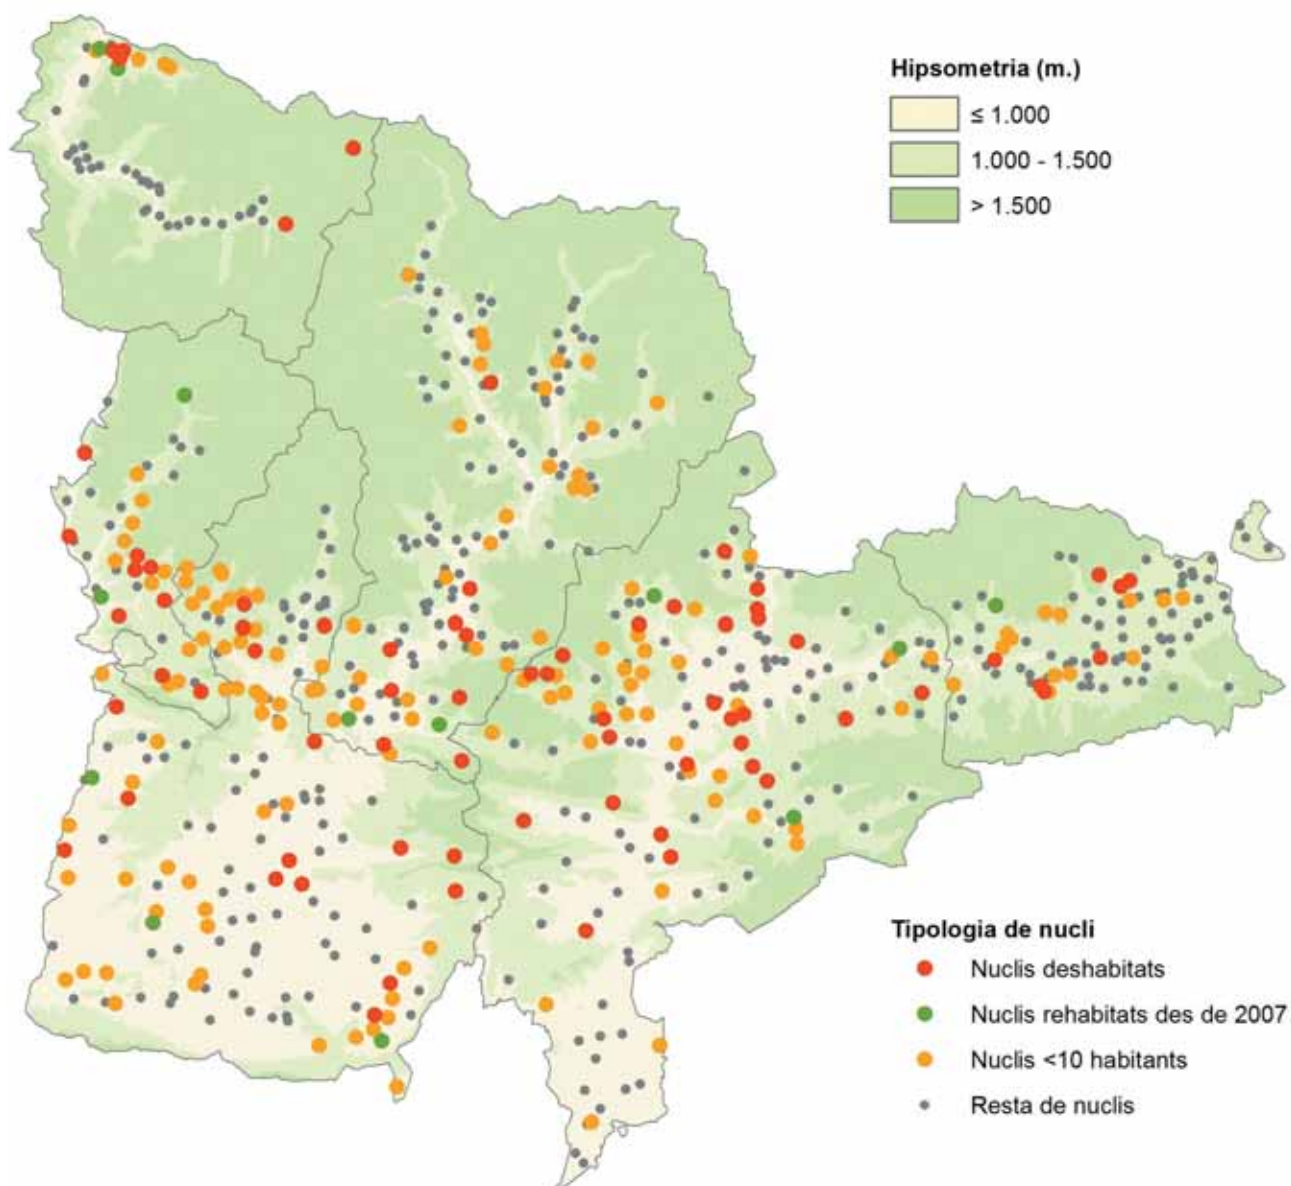 Hipsometria (m.)
≤ 1.000
1.000 - 1.500
> 1.500
Tipologia de nucli
Nuclis deshabitats
Nuclis rehabitats des de 2007
Nuclis <10 habitants
Resta de nuclis